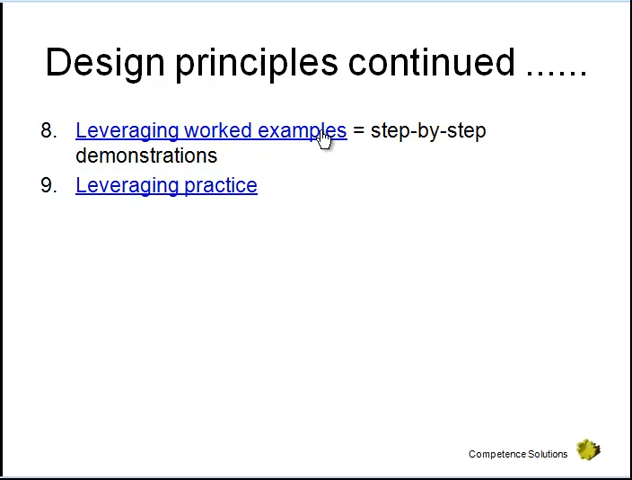 Design principles continued ......
8. Leveraging worked examples = step-by-step
demonstrations
9. Leveraging practice
Competence Solutions